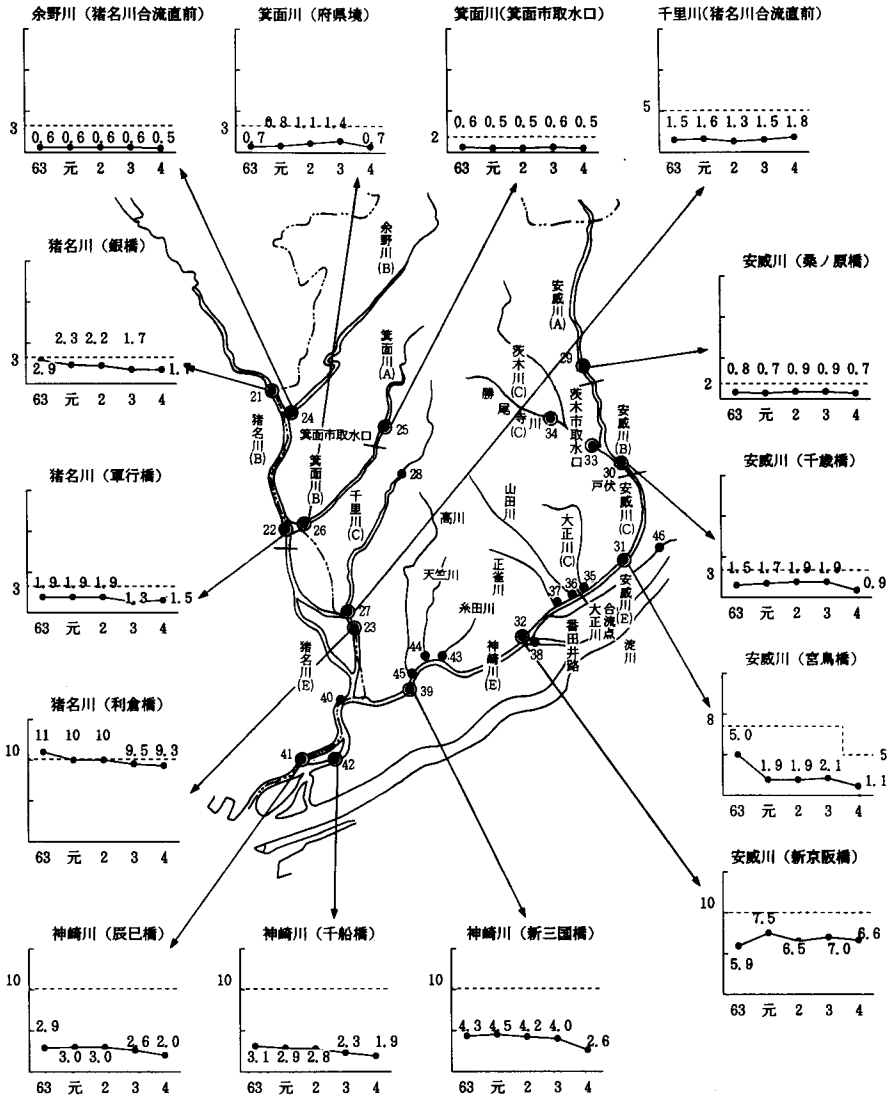 余野川（猪名川合流直前）
3
0.6 0.6 0.6 0.6 0.5
63 元 2 3 4
箕面川（府県境）
3
0.7 0.8 1.1 1.4 0.7
63 元 2 3 4
箕面川(箕面市取水口)
2
0.6 0.5 0.5 0.6 0.5
63 元 2 3 4
千里川(猪名川合流直前)
5
1.5 1.6 1.3 1.5 1.8
63 元 2 3 4
猪名川（銀橋）
3
2.9 2.3 2.2 1.7 1.7
63 元 2 3 4
猪名川（軍行橋）
3
1.9 1.9 1.9 1.3 1.5
63 元 2 3 4
猪名川（利倉橋）
10
11 10 10 9.5 9.3
63 元 2 3 4
余野川(B)
箕面川(A)
安威川(A)
茨木川(C)
勝尾寺川(C)
茨木市取水口
安威川(B)
戸伏
安威川(C)
猪名川(B)
箕面市取水口
箕面川(B)
千里川(C)
高川
天竺川
糸田川
山田川
正雀川
大正川(C)
安威川(E)
大正川合流点
番田井路
淀川
神崎川(E)
猪名川(E)
21
24
25
22
26
28
27
23
29
34
33
30
31
46
35
36
37
32
38
43
44
45
39
40
41
42
安威川（桑ノ原橋）
2
0.8 0.7 0.9 0.9 0.7
63 元 2 3 4
安威川（千歳橋）
3
1.5 1.7 1.9 1.9 0.9
63 元 2 3 4
安威川（宮鳥橋）
8
5
5.0 1.9 1.9 2.1 1.1
63 元 2 3 4
安威川（新京阪橋）
10
5.9 7.5 6.5 7.0 6.6
63 元 2 3 4
神崎川（辰巳橋）
10
2.9 3.0 3.0 2.6 2.0
63 元 2 3 4
神崎川（千船橋）
10
3.1 2.9 2.8 2.3 1.9
63 元 2 3 4
神崎川（新三国橋）
10
4.3 4.5 4.2 4.0 2.6
63 元 2 3 4